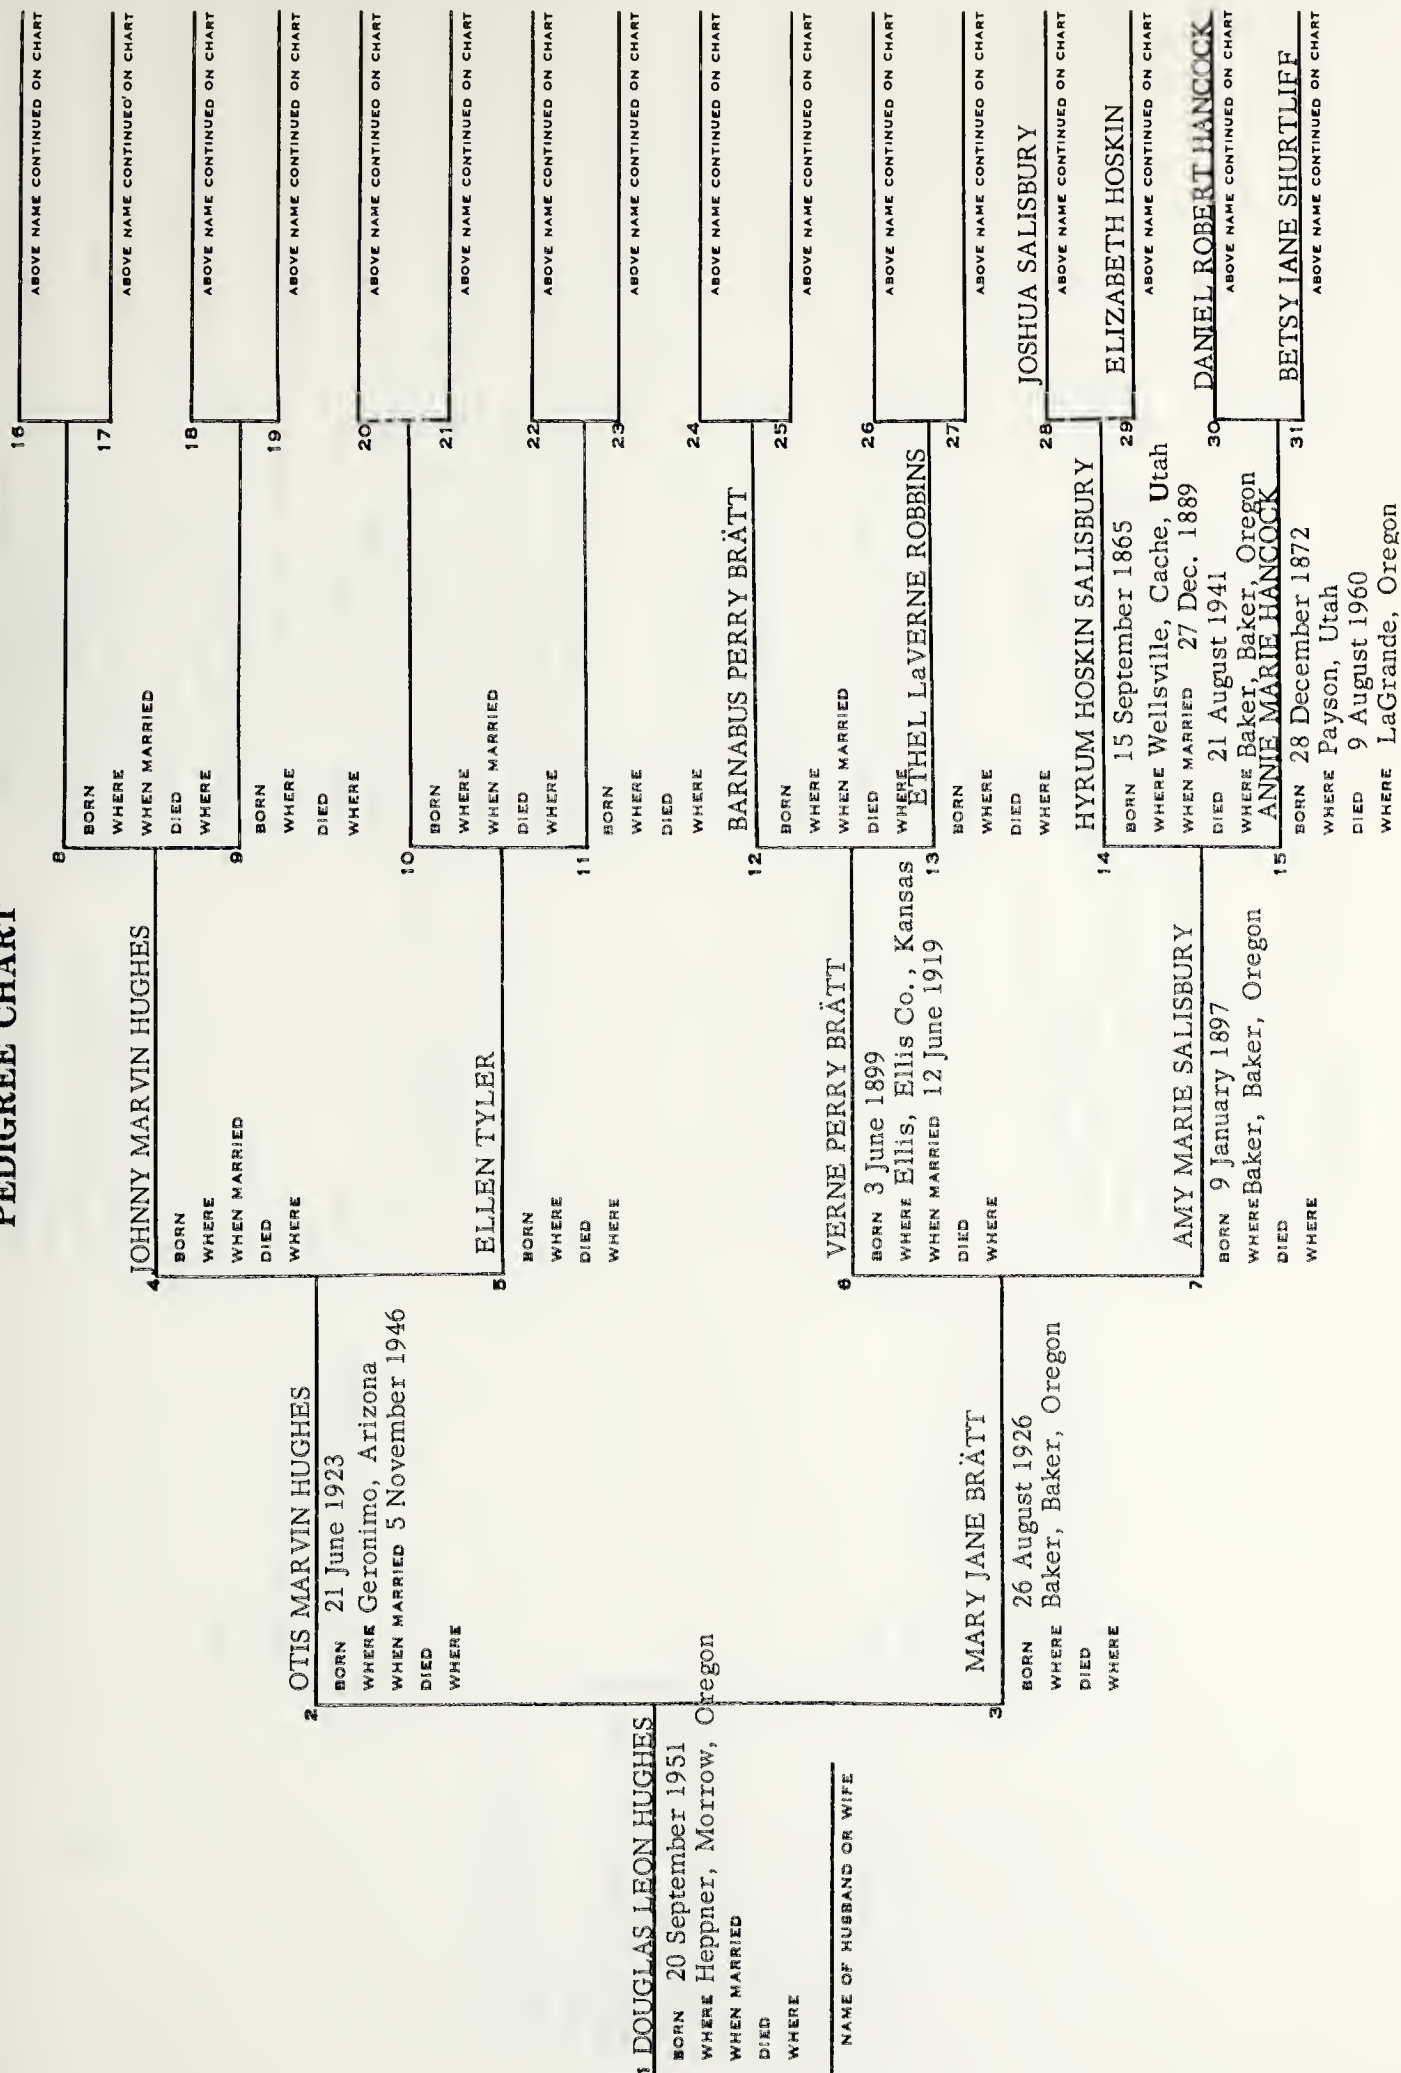 PEDIGREE CHART
DOUGLAS LEON HUGHES
BORN 20 September 1951
WHERE Heppner, Morrow, Oregon
WHEN MARRIED
DIED
WHERE
NAME OF HUSBAND OR WIFE
2
OTIS MARVIN HUGHES
BORN 21 June 1923
WHERE Geronimo, Arizona
WHEN MARRIED 5 November 1946
DIED
WHERE
3
MARY JANE BRÄTT
BORN 26 August 1926
WHERE Baker, Baker, Oregon
DIED
WHERE
4
JOHNNY MARVIN HUGHES
BORN
WHERE
WHEN MARRIED
DIED
WHERE
5
ELLEN TYLER
BORN
WHERE
DIED
WHERE
6
VERNE PERRY BRÄTT
BORN 3 June 1899
WHERE Ellis, Ellis Co., Kansas
WHEN MARRIED 12 June 1919
DIED
WHERE
7
AMY MARIE SALISBURY
BORN 9 January 1897
WHERE Baker, Baker, Oregon
DIED
WHERE
8
BORN
WHERE
WHEN MARRIED
DIED
WHERE
9
BORN
WHERE
DIED
WHERE
10
BORN
WHERE
WHEN MARRIED
DIED
WHERE
11
BORN
WHERE
DIED
WHERE
12
BARNABUS PERRY BRÄTT
BORN
WHERE
WHEN MARRIED
DIED
WHERE
13
ETHEL LaVERNE ROBBINS
BORN
WHERE
DIED
WHERE
14
HYRUM HOSKIN SALISBURY
BORN 15 September 1865
WHERE Wellsville, Cache, Utah
WHEN MARRIED 27 Dec. 1889
DIED 21 August 1941
WHERE Baker, Baker, Oregon
15
ANNIE MARIE HANCOCK
BORN 28 December 1872
WHERE Payson, Utah
DIED 9 August 1960
WHERE LaGrande, Oregon
16
ABOVE NAME CONTINUED ON CHART
17
ABOVE NAME CONTINUED ON CHART
18
ABOVE NAME CONTINUED ON CHART
19
ABOVE NAME CONTINUED ON CHART
20
ABOVE NAME CONTINUED ON CHART
21
ABOVE NAME CONTINUED ON CHART
22
ABOVE NAME CONTINUED ON CHART
23
ABOVE NAME CONTINUED ON CHART
24
ABOVE NAME CONTINUED ON CHART
25
ABOVE NAME CONTINUED ON CHART
26
ABOVE NAME CONTINUED ON CHART
27
ABOVE NAME CONTINUED ON CHART
28
JOSHUA SALISBURY
ABOVE NAME CONTINUED ON CHART
29
ELIZABETH HOSKIN
ABOVE NAME CONTINUED ON CHART
30
DANIEL ROBERT HANCOCK
ABOVE NAME CONTINUED ON CHART
31
BETSY JANE SHURTLIFF
ABOVE NAME CONTINUED ON CHART